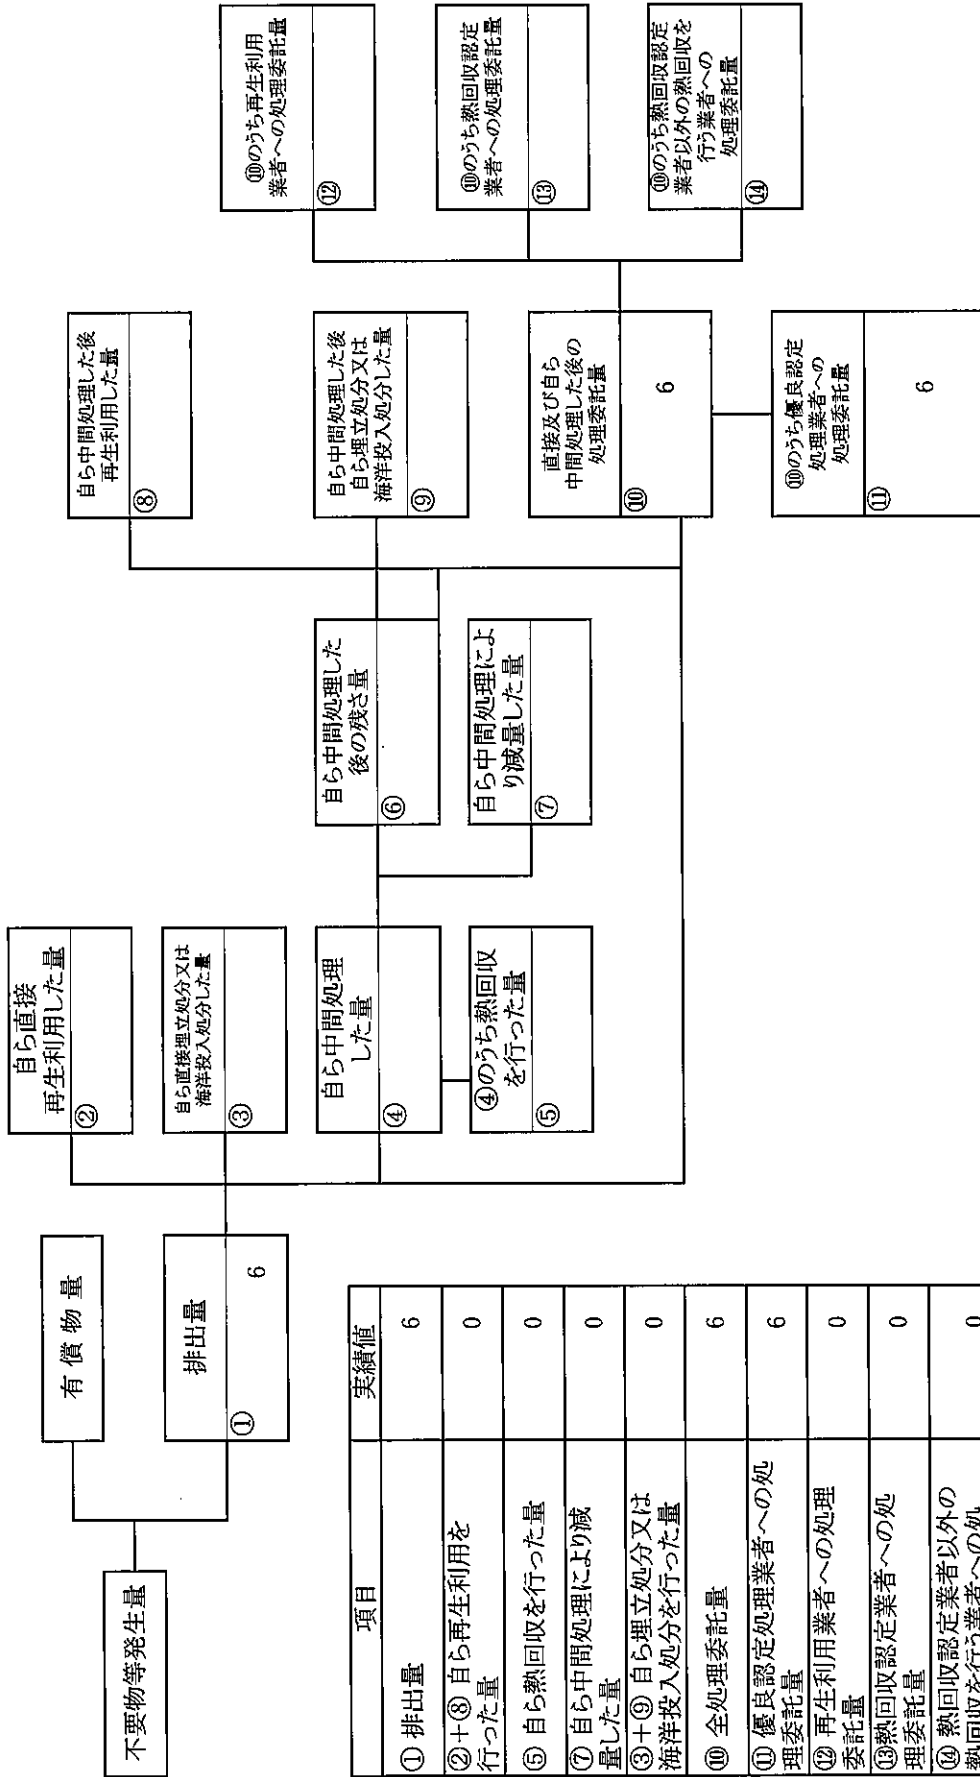 不要物等発生量
有償物量
排出量
①
6
自ら直接
再生利用した量
②
自ら直接埋立処分又は
海洋投入処分した量
③
自ら中間処理
した量
④
④のうち熱回収
を行った量
⑤
自ら中間処理した
後の残さ量
⑥
自ら中間処理によ
り減量した量
⑦
自ら中間処理した後
再生利用した量
⑧
自ら中間処理した後
自ら埋立処分又は
海洋投入処分した量
⑨
直接及び自ら
中間処理した後の
処理委託量
⑩
6
⑩のうち優良認定
処理業者への
処理委託量
⑪
6
⑩のうち再生利用
業者への処理委託量
⑫
⑩のうち熱回収認定
業者への処理委託量
⑬
⑩のうち熱回収認定
業者以外の熱回収を
行う業者への
処理委託量
⑭
項目 実績値
①排出量 6
②+⑧ 自ら再生利用を
行った量 0
⑤ 自ら熱回収を行った量 0
⑦ 自ら中間処理により減
量した量 0
③+⑨ 自ら埋立処分又は
海洋投入処分を行った量 0
⑩ 全処理委託量 6
⑪ 優良認定処理業者への処
理委託量 6
⑫ 再生利用業者への処理
委託量 0
⑬熱回収認定業者への処
理委託量 0
⑭ 熱回収認定業者以外の
熱回収を行う業者への処 0